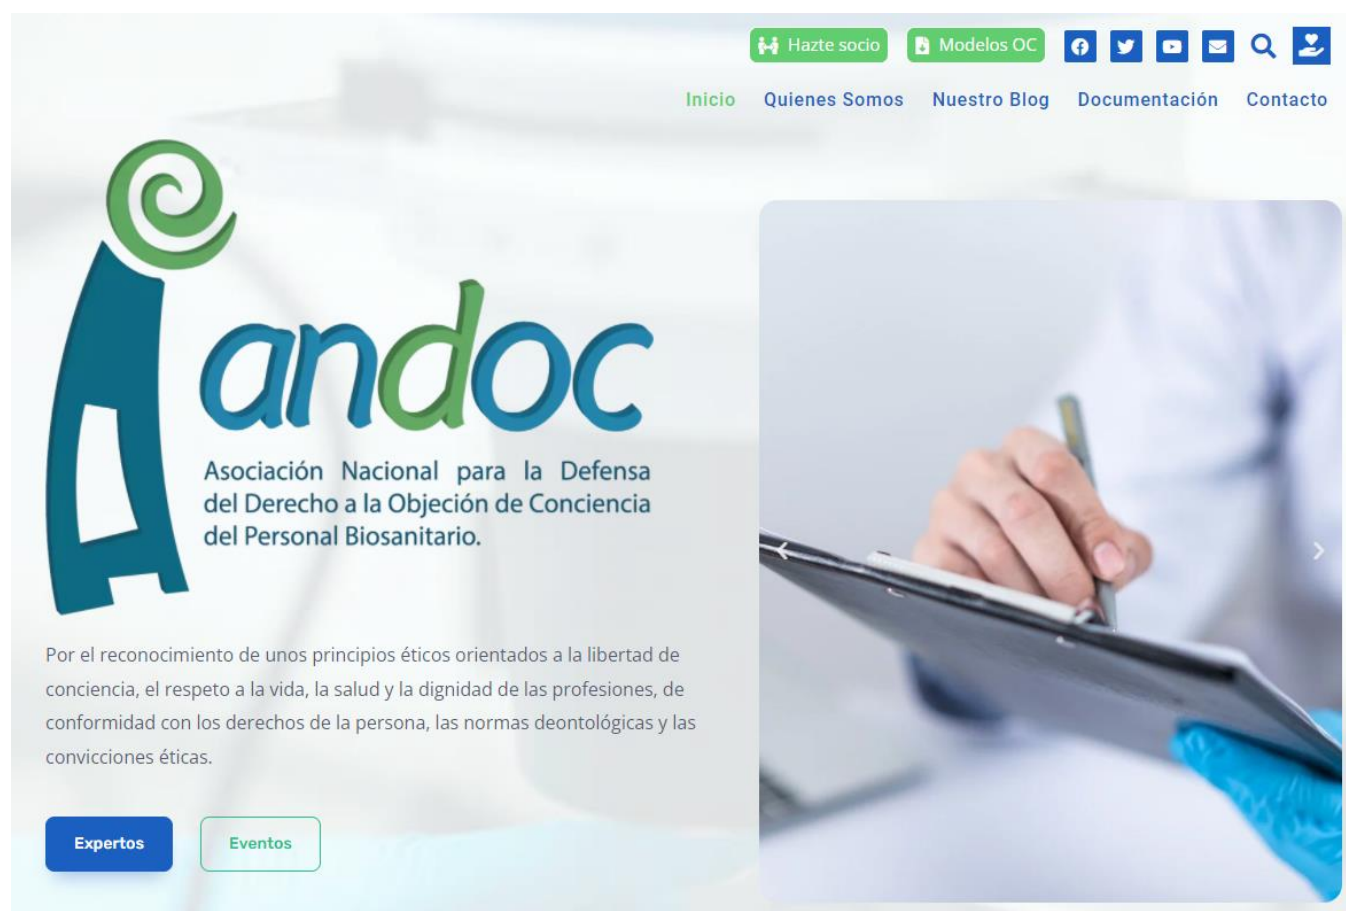 Hazte socio Modelos OC
Inicio Quienes Somos Nuestro Blog Documentación Contacto
andoc
Asociación Nacional para la Defensa
del Derecho a la Objeción de Conciencia
del Personal Biosanitario.
Por el reconocimiento de unos principios éticos orientados a la libertad de
conciencia, el respeto a la vida, la salud y la dignidad de las profesiones, de
conformidad con los derechos de la persona, las normas deontológicas y las
convicciones éticas.
Expertos Eventos